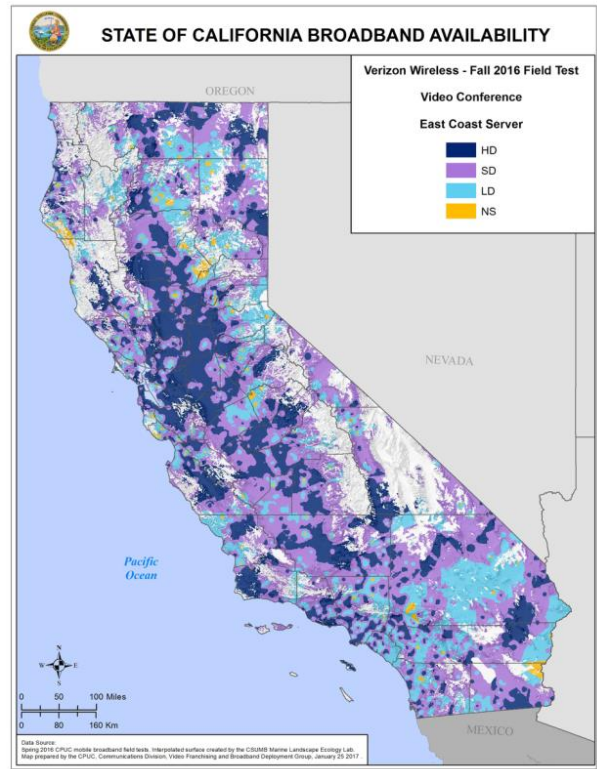 STATE OF CALIFORNIA BROADBAND AVAILABILITY
Verizon Wireless - Fall 2016 Field Test
Video Conference
East Coast Server
HD
SD
LD
NS
OREGON
NEVADA
Pacific
Ocean
N
W
E
S
0 50 100 Miles
0 80 160 Km
MEXICO
Data Source:
Spring 2016 CPUC mobile broadband field tests. Interpolated surface created by the CSUMB Marine Landscape Ecology Lab.
Map prepared by the CPUC, Communications Division, Video Franchising and Broadband Deployment Group, January 25 2017 .